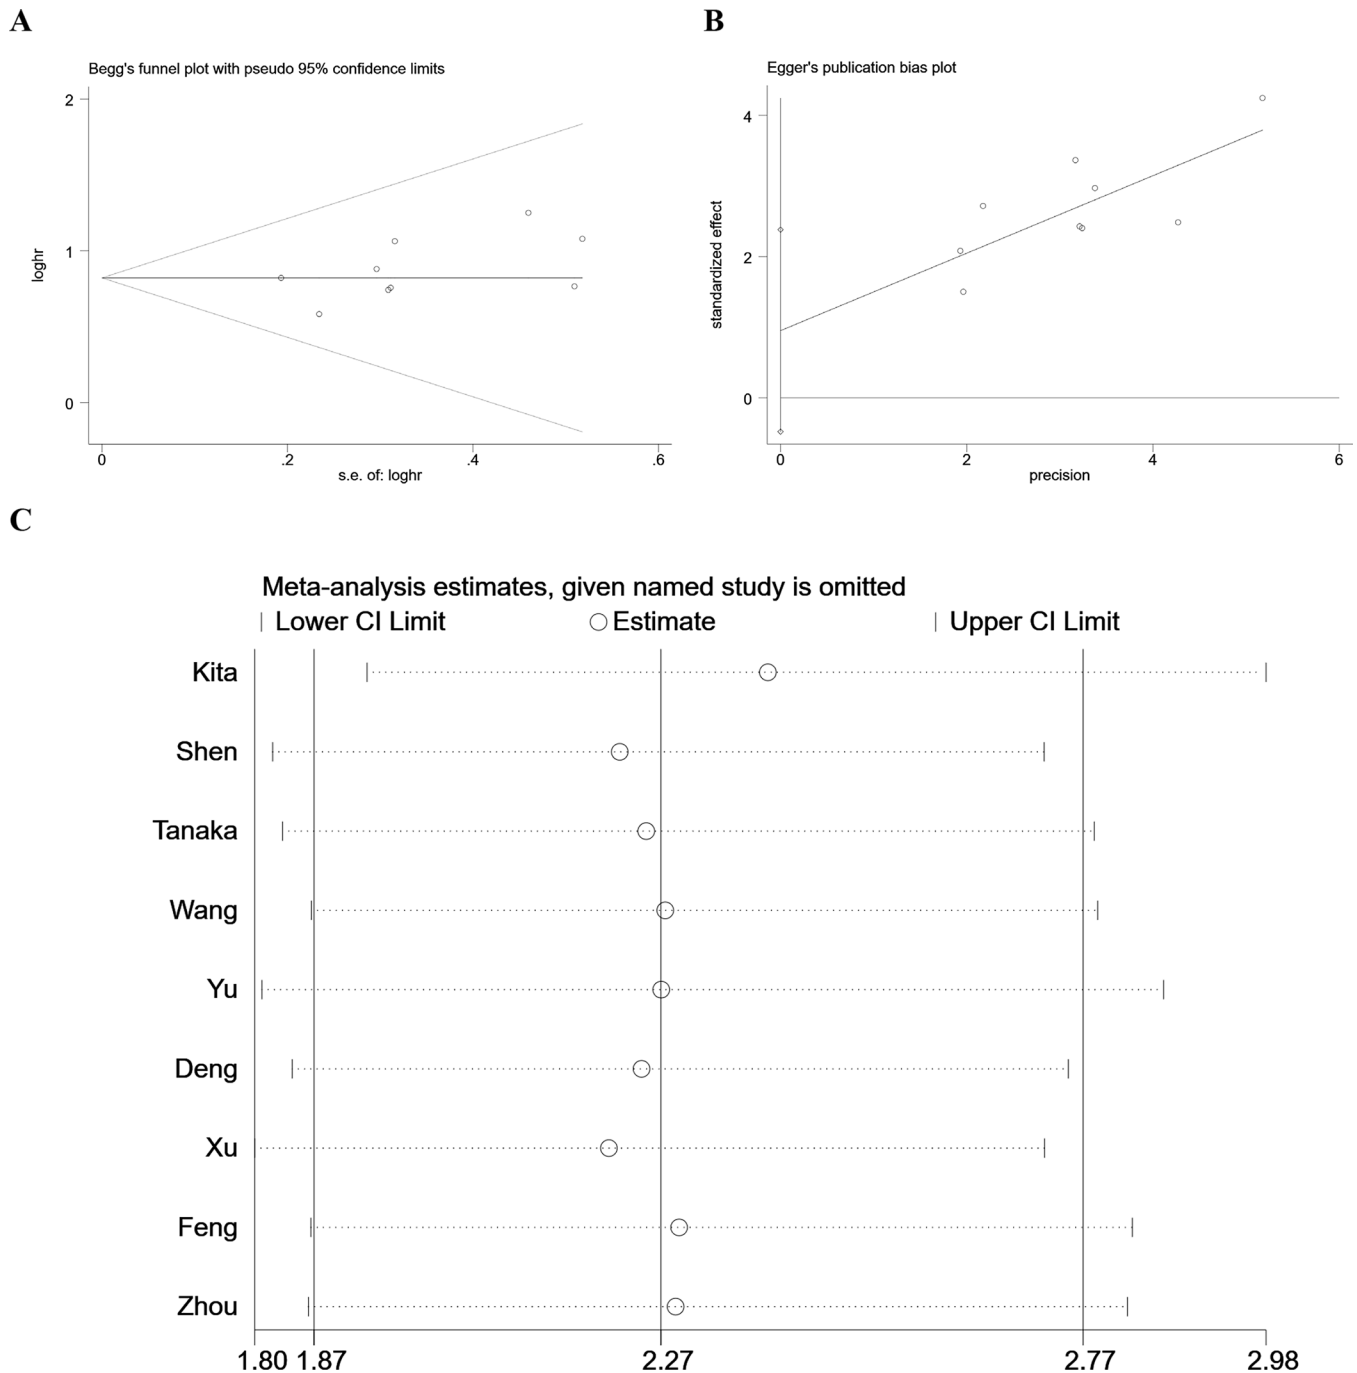 A
Begg's funnel plot with pseudo 95% confidence limits
2
1
0
loghr
0 .2 .4 .6
s.e. of: loghr
B
Egger's publication bias plot
4
2
0
standardized effect
0 2 4 6
precision
C
Meta-analysis estimates, given named study is omitted
Lower CI Limit Estimate Upper CI Limit
Kita
Shen
Tanaka
Wang
Yu
Deng
Xu
Feng
Zhou
1.80 1.87 2.27 2.77 2.98